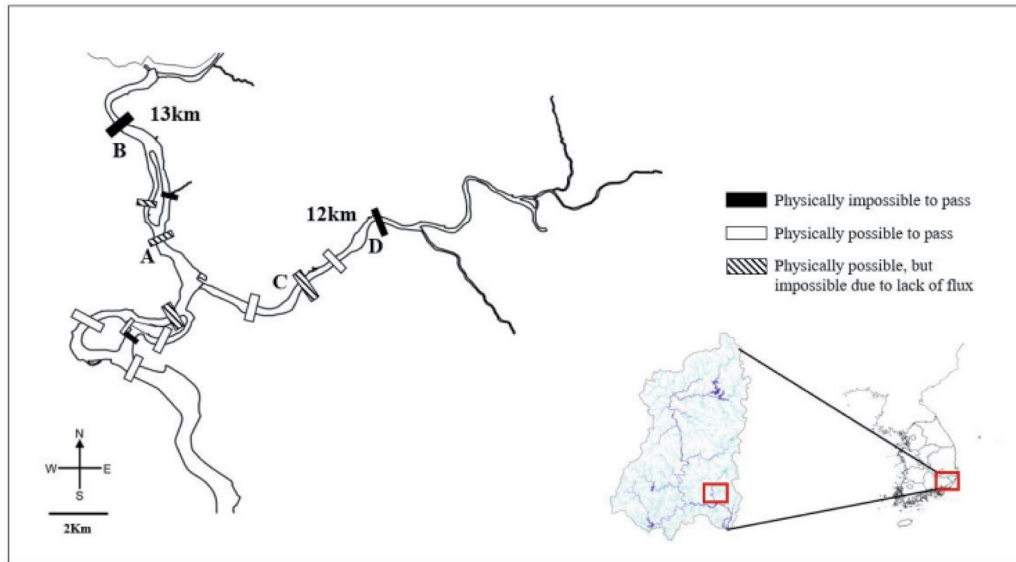 13km
B
12km
D
A
C
Physically impossible to pass
Physically possible to pass
Physically possible, but
impossible due to lack of flux
N
W E
S
2Km